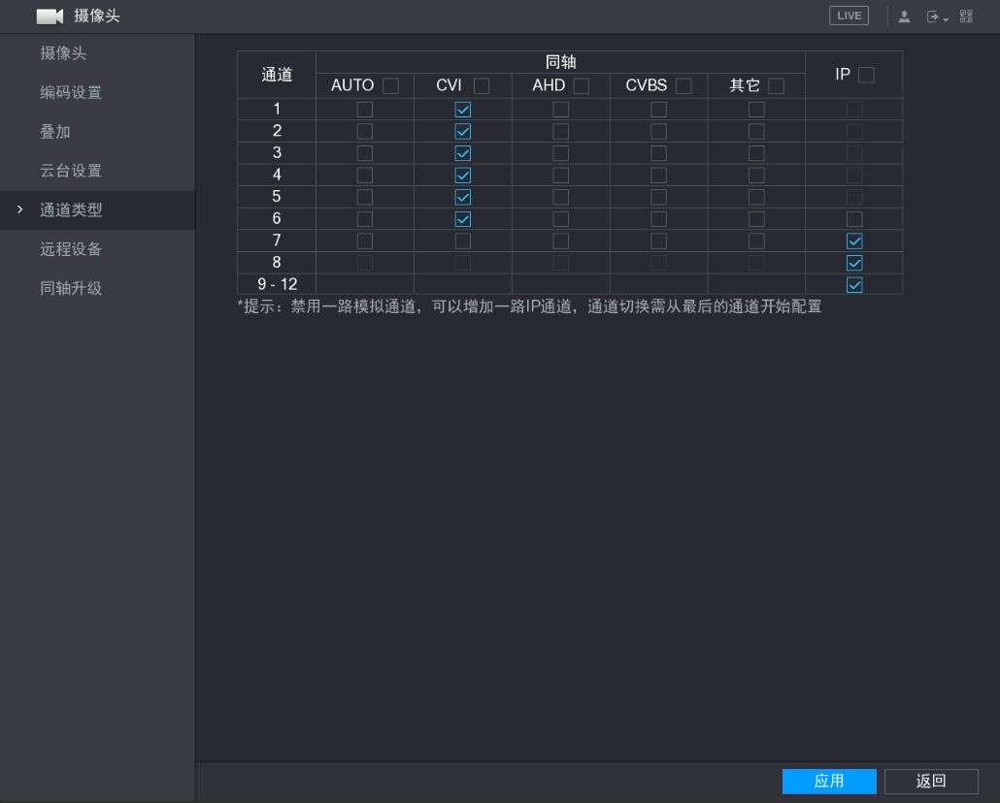 摄像头
LIVE
摄像头
编码设置
叠加
云台设置
通道类型
远程设备
同轴升级
通道 同轴 IP
AUTO CVI AHD CVBS 其它
1
2
3
4
5
6
7
8
9 - 12
*提示：禁用一路模拟通道，可以增加一路IP通道，通道切换需从最后的通道开始配置
应用 返回